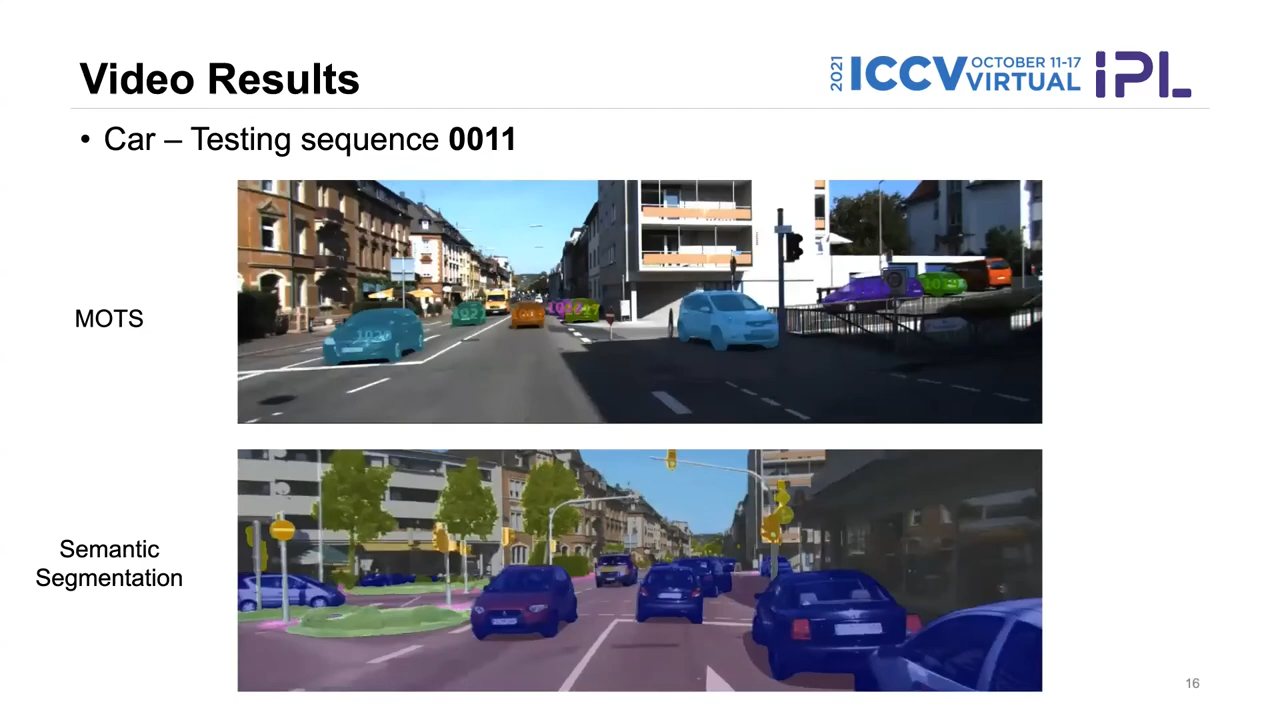 Video Results
2021 ICCV OCTOBER 11-17 VIRTUAL iPL
• Car – Testing sequence 0011
MOTS
Semantic
Segmentation
16